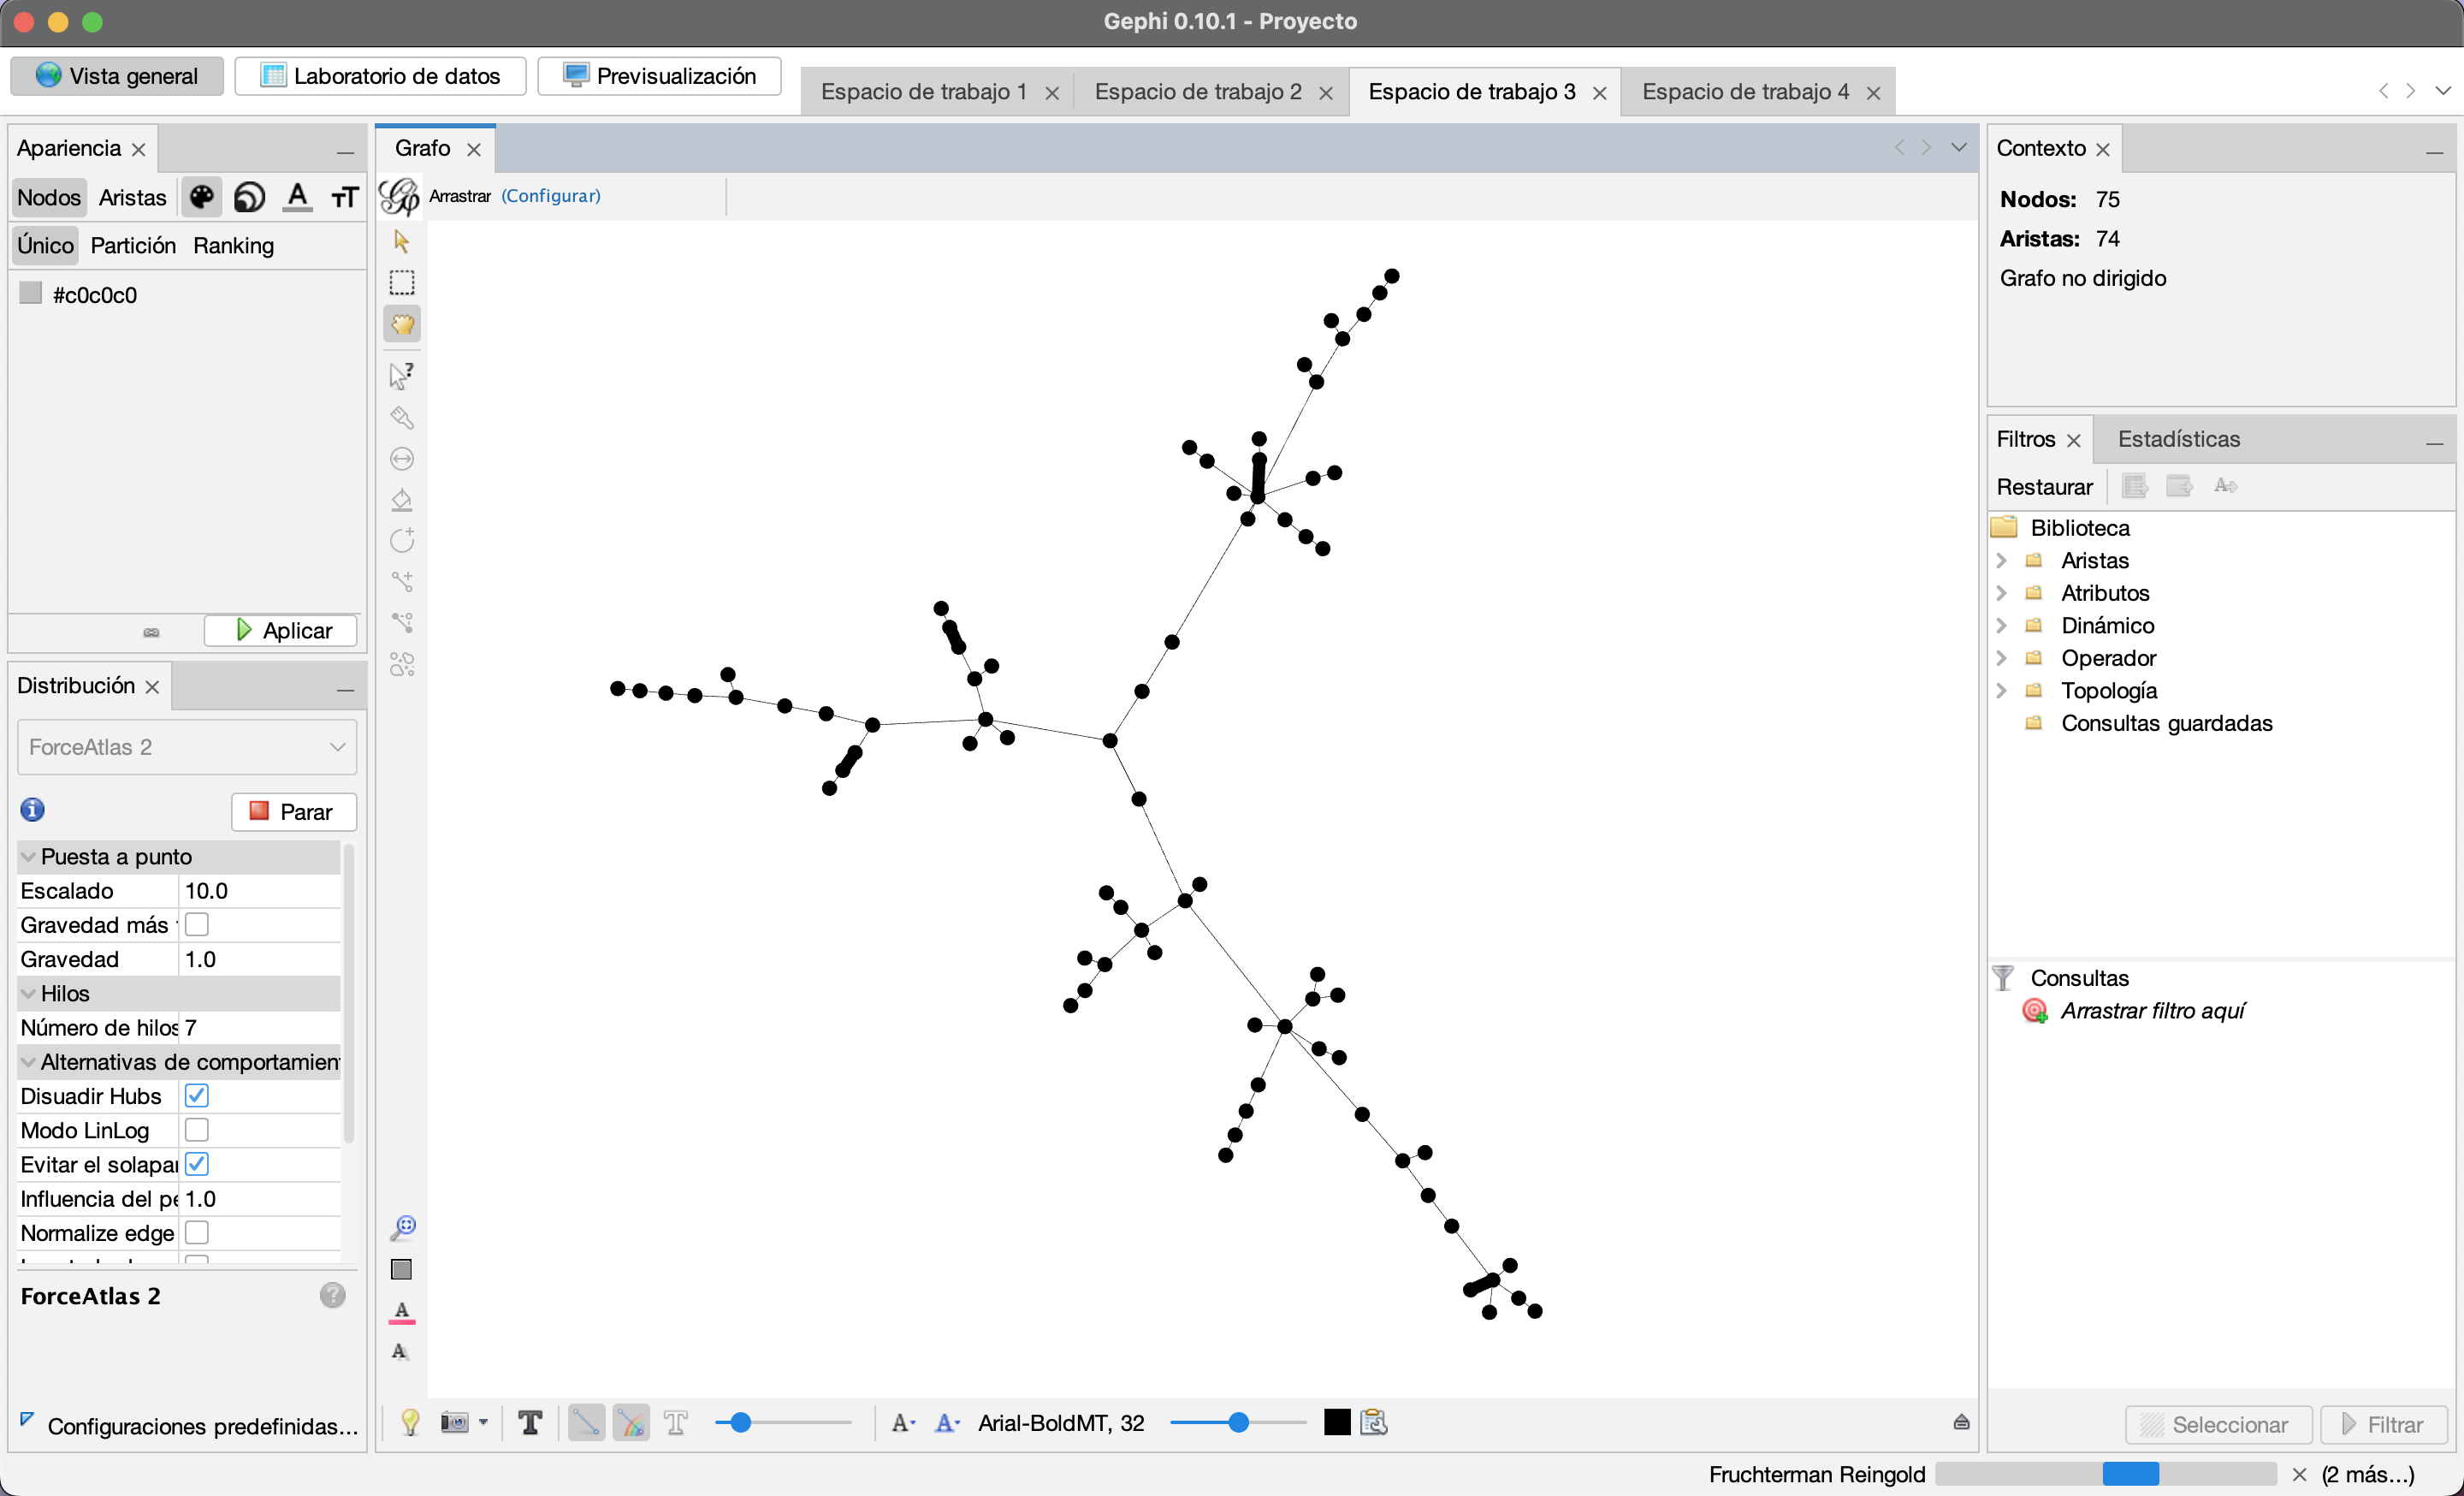 Gephi 0.10.1 - Proyecto
Vista general
Laboratorio de datos
Previsualización
Espacio de trabajo 1
Espacio de trabajo 2
Espacio de trabajo 3
Espacio de trabajo 4
Apariencia
Nodos
Aristas
A
TT
Único
Partición
Ranking
#c0c0c0
Aplicar
Distribución
ForceAtlas 2
Parar
Puesta a punto
Escalado 10.0
Gravedad más
Gravedad 1.0
Hilos
Número de hilos 7
Alternativas de comportamien
Disuadir Hubs
Modo LinLog
Evitar el solapa
Influencia del pe 1.0
Normalize edge
ForceAtlas 2
?
Configuraciones predefinidas...
Grafo
Arrastrar (Configurar)
A
A
T
T
A
A
Arial-BoldMT, 32
Contexto
Nodos: 75
Aristas: 74
Grafo no dirigido
Filtros
Estadísticas
Restaurar
Biblioteca
Aristas
Atributos
Dinámico
Operador
Topología
Consultas guardadas
Consultas
Arrastrar filtro aquí
Seleccionar
Filtrar
Fruchterman Reingold
(2 más...)